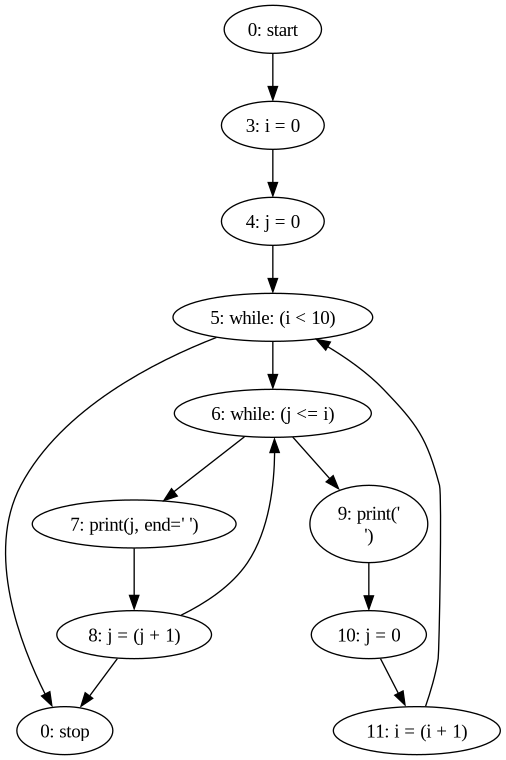 0: start
3: i = 0
4: j = 0
5: while: (i < 10)
6: while: (j <= i)
7: print(j, end=' ')
9: print('
')
8: j = (j + 1)
10: j = 0
0: stop
11: i = (i + 1)